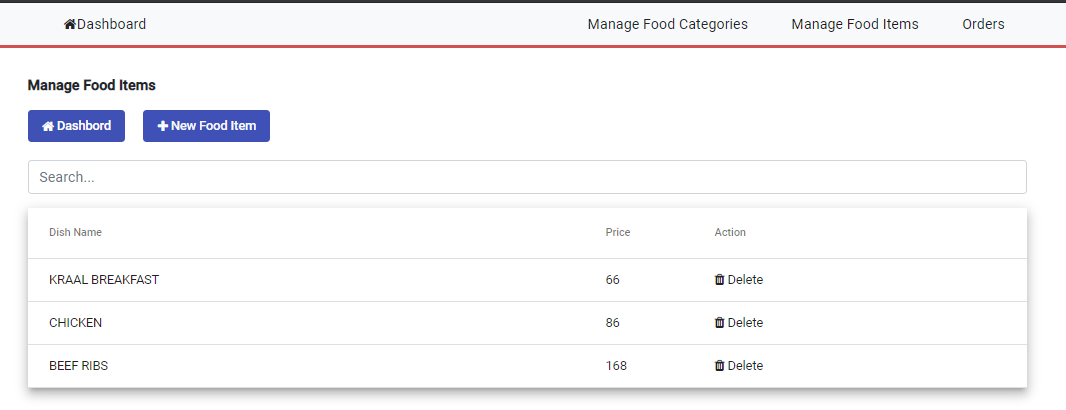 Dashboard Manage Food Categories Manage Food Items Orders
Manage Food Items
Dashbord New Food Item
Search...
Dish Name Price Action
KRAAL BREAKFAST 66 Delete
CHICKEN 86 Delete
BEEF RIBS 168 Delete